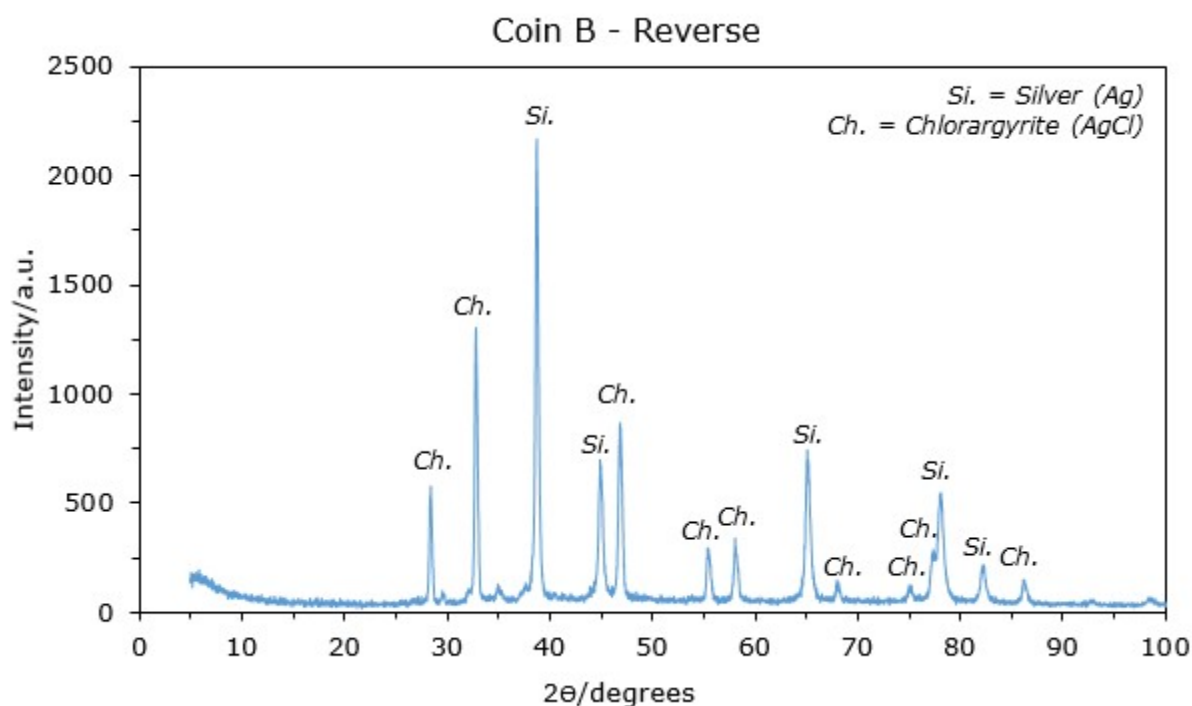 Coin B - Reverse
Si. = Silver (Ag)
Ch. = Chlorargyrite (AgCl)
2500
2000
1500
1000
500
0
Intensity/a.u.
Ch.
Ch.
Si.
Si.
Ch.
Ch.
Ch.
Si.
Ch.
Ch.
Ch.
Si.
Si.
Ch.
0 10 20 30 40 50 60 70 80 90 100
2ө/degrees